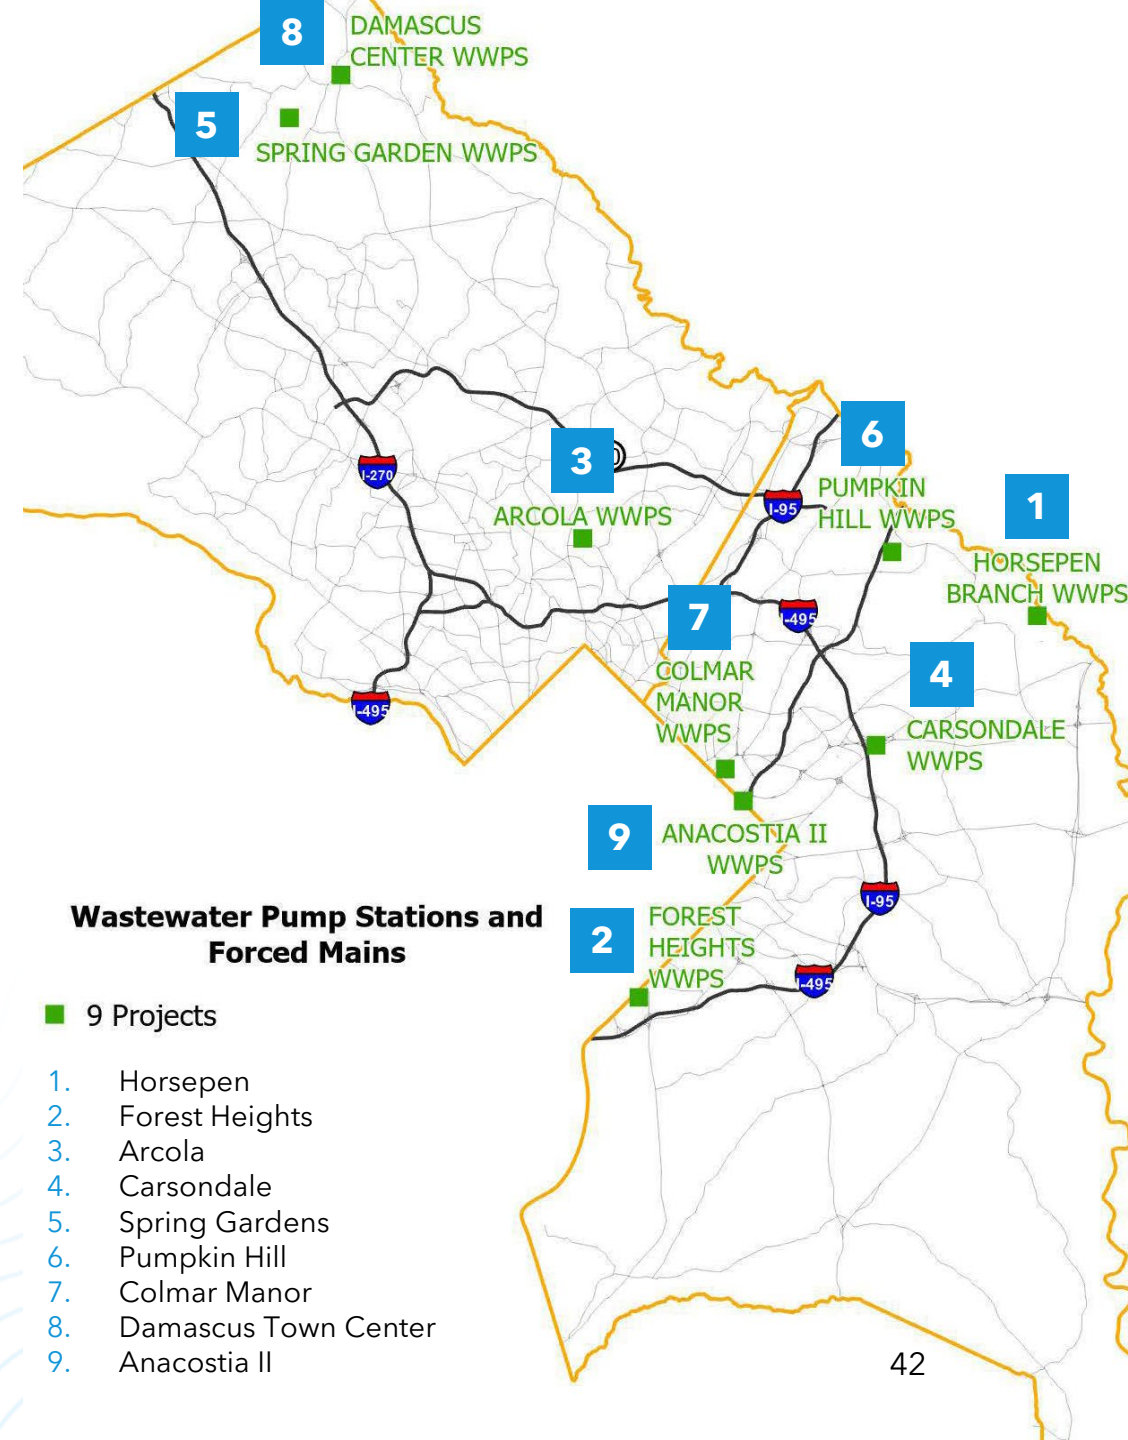 8
DAMASCUS
CENTER WWPS
5
SPRING GARDEN WWPS
6
3
I-270
PUMPKIN
HILL WWPS
I-95
1
ARCOLA WWPS
HORSEPEN
BRANCH WWPS
7
I-495
4
COLMAR
MANOR
WWPS
I-495
CARSONDALE
WWPS
9
ANACOSTIA II
WWPS
I-95
2
FOREST
HEIGHTS
WWPS
I-495
Wastewater Pump Stations and
Forced Mains
9 Projects
1. Horsepen
2. Forest Heights
3. Arcola
4. Carsondale
5. Spring Gardens
6. Pumpkin Hill
7. Colmar Manor
8. Damascus Town Center
9. Anacostia II
42